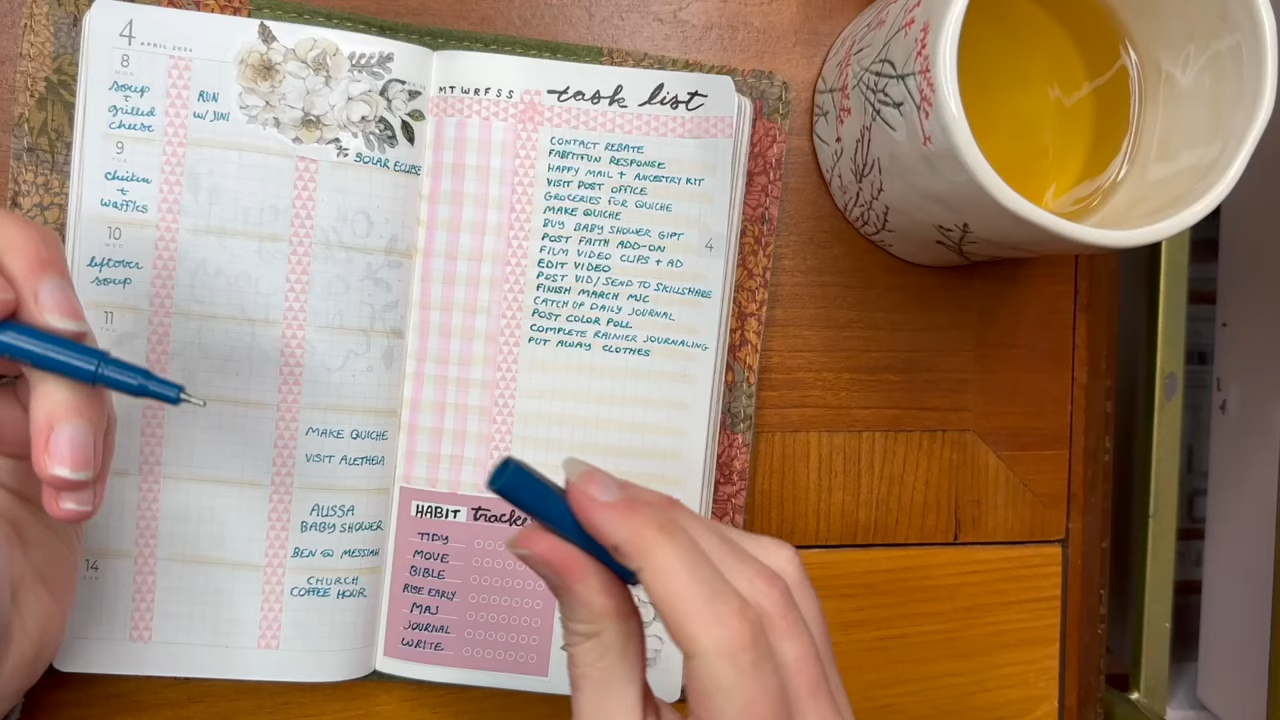 4 APRIL 2024
8
MON
soup
+
grilled
cheese
RUN
W/ JINI
SOLAR ECLIPSE
9
TUE
chicken
+
waffles
10
WED
leftover
soup
11
THU
MAKE QUICHE
VISIT ALETHEIA
ALISSA
BABY SHOWER
BEN @ MESSIAH
14
SUN
CHURCH
COFFEE HOUR
M T W R F S S
task list
CONTACT REBATE
FABFITFUN RESPONSE
HAPPY MAIL + ANCESTRY KIT
VISIT POST OFFICE
GROCERIES FOR QUICHE
MAKE QUICHE
BUY BABY SHOWER GIFT
POST FAITH ADD-ON
FILM VIDEO CLIPS + AD
EDIT VIDEO
POST VID/SEND TO SKILLSHARE
FINISH MARCH MJC
CATCH UP DAILY JOURNAL
POST COLOR POLL
COMPLETE RAINIER JOURNALING
PUT AWAY CLOTHES
4
HABIT tracke
TIDY
MOVE
BIBLE
RISE EARLY
MAJ
JOURNAL
WRITE